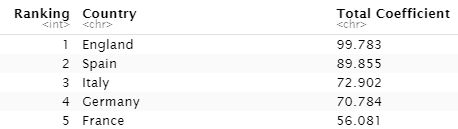 Ranking Country Total Coefficient
<int> <chr> <chr>
1 England 99.783
2 Spain 89.855
3 Italy 72.902
4 Germany 70.784
5 France 56.081